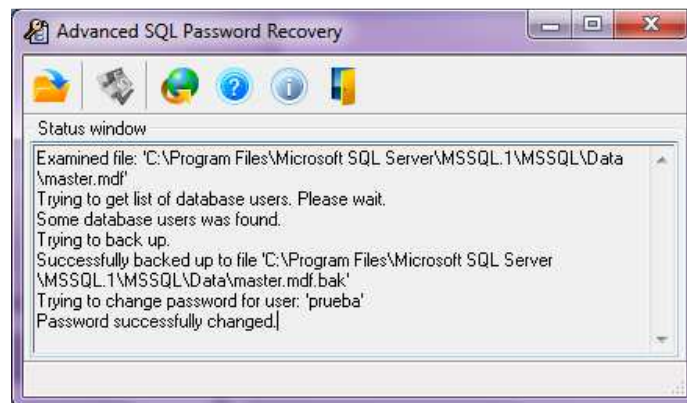 Advanced SQL Password Recovery
Status window
Examined file: 'C:\Program Files\Microsoft SQL Server\MSSQL.1\MSSQL\Data
\master.mdf'
Trying to get list of database users. Please wait.
Some database users was found.
Trying to back up.
Successfully backed up to file 'C:\Program Files\Microsoft SQL Server
\MSSQL.1\MSSQL\Data\master.mdf.bak'
Trying to change password for user: 'prueba'
Password successfully changed.